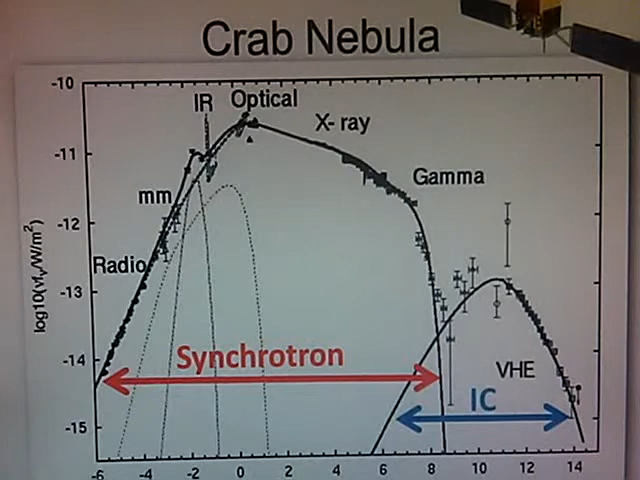 Crab Nebula
-10
IR Optical
X- ray
-11
Gamma
mm
-12
Radio
log10(νfν/W/m²)
-13
Synchrotron
-14
VHE
IC
-15
-6 -4 -2 0 2 4 6 8 10 12 14